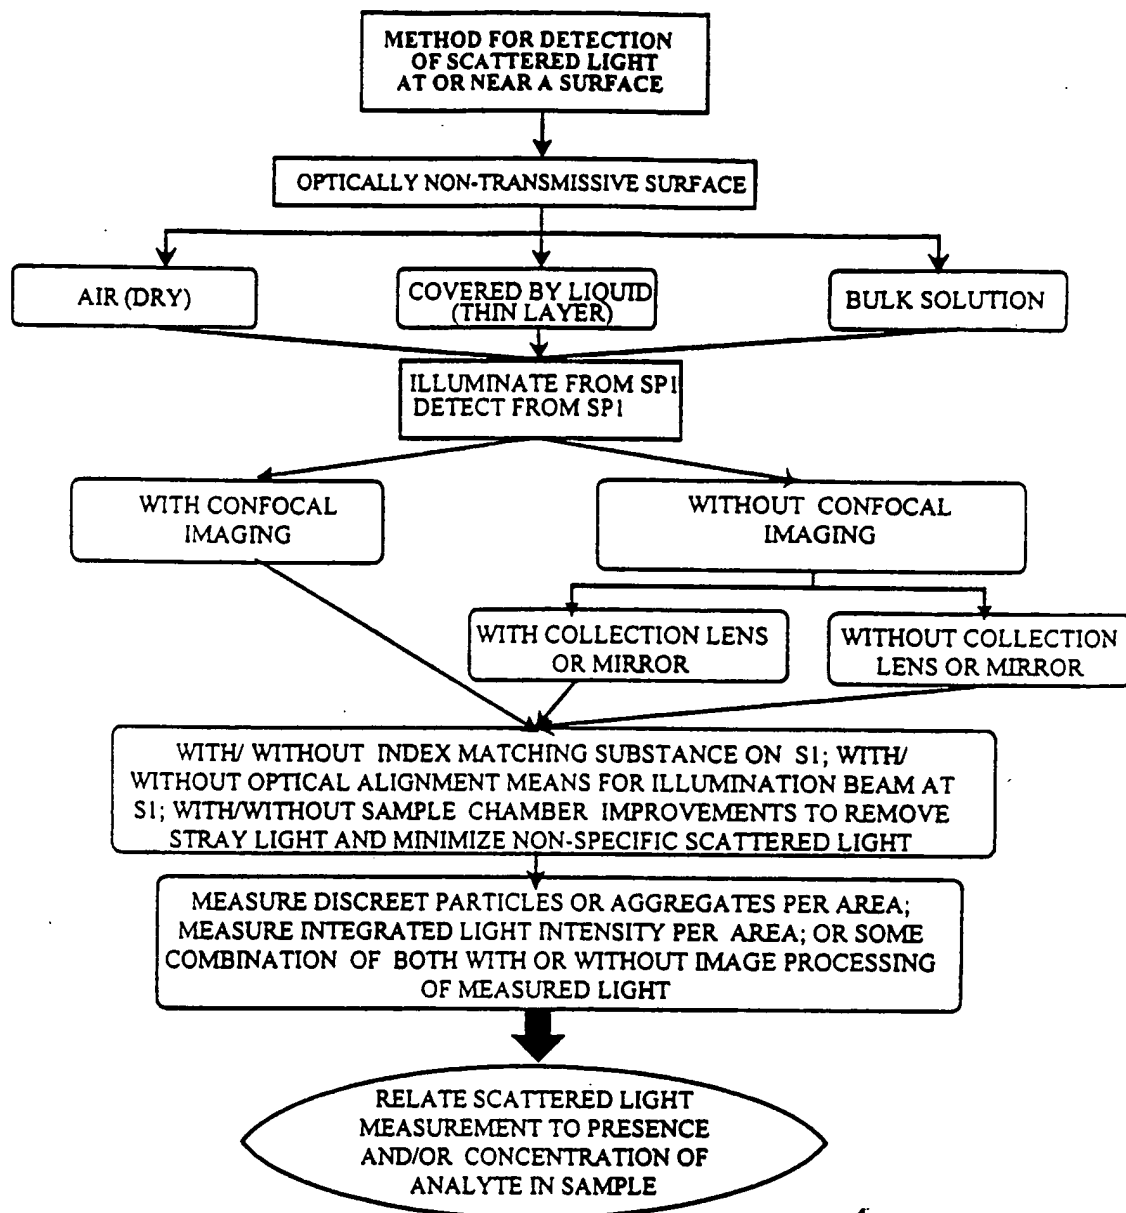 METHOD FOR DETECTION
OF SCATTERED LIGHT
AT OR NEAR A SURFACE
OPTICALLY NON-TRANSMISSIVE SURFACE
AIR (DRY)
COVERED BY LIQUID
(THIN LAYER)
BULK SOLUTION
ILLUMINATE FROM SP1
DETECT FROM SP1
WITH CONFOCAL
IMAGING
WITHOUT CONFOCAL
IMAGING
WITH COLLECTION LENS
OR MIRROR
WITHOUT COLLECTION
LENS OR MIRROR
WITH/ WITHOUT INDEX MATCHING SUBSTANCE ON S1; WITH/
WITHOUT OPTICAL ALIGNMENT MEANS FOR ILLUMINATION BEAM AT
S1; WITH/WITHOUT SAMPLE CHAMBER IMPROVEMENTS TO REMOVE
STRAY LIGHT AND MINIMIZE NON-SPECIFIC SCATTERED LIGHT
MEASURE DISCREET PARTICLES OR AGGREGATES PER AREA;
MEASURE INTEGRATED LIGHT INTENSITY PER AREA; OR SOME
COMBINATION OF BOTH WITH OR WITHOUT IMAGE PROCESSING
OF MEASURED LIGHT
RELATE SCATTERED LIGHT
MEASUREMENT TO PRESENCE
AND/OR CONCENTRATION OF
ANALYTE IN SAMPLE